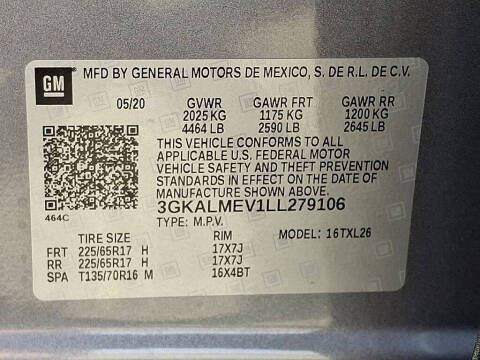 GM MFD BY GENERAL MOTORS DE MEXICO, S. DE R.L. DE C.V.
05/20 GVWR GAWR FRT GAWR RR
2025 KG 1175 KG 1200 KG
4464 LB 2590 LB 2645 LB
THIS VEHICLE CONFORMS TO ALL
APPLICABLE U.S. FEDERAL MOTOR
VEHICLE SAFETY AND THEFT PREVENTION
STANDARDS IN EFFECT ON THE DATE OF
MANUFACTURE SHOWN ABOVE.
464C 3GKALMEV1LL279106
TYPE: M.P.V.
TIRE SIZE RIM MODEL: 16TXL26
FRT 225/65R17 H 17X7J
RR 225/65R17 H 17X7J
SPA T135/70R16 M 16X4BT